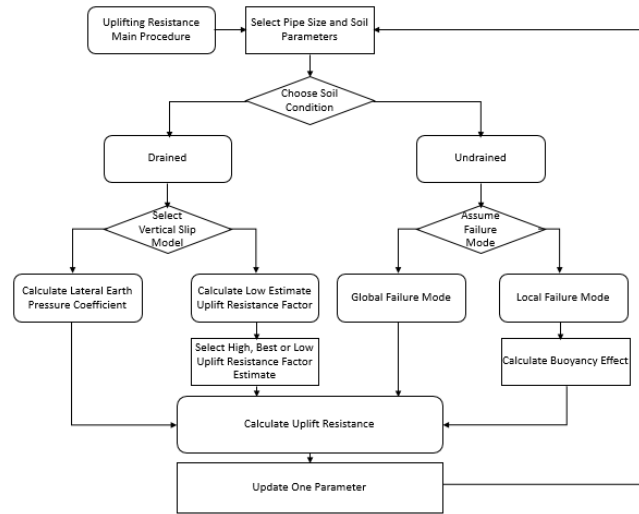 Uplifting Resistance
Main Procedure
Select Pipe Size and Soil
Parameters
Choose Soil
Condition
Drained
Undrained
Select
Vertical Slip
Model
Assume
Failure
Mode
Calculate Lateral Earth
Pressure Coefficient
Calculate Low Estimate
Uplift Resistance Factor
Global Failure Mode
Local Failure Mode
Select High, Best or Low
Uplift Resistance Factor
Estimate
Calculate Buoyancy Effect
Calculate Uplift Resistance
Update One Parameter